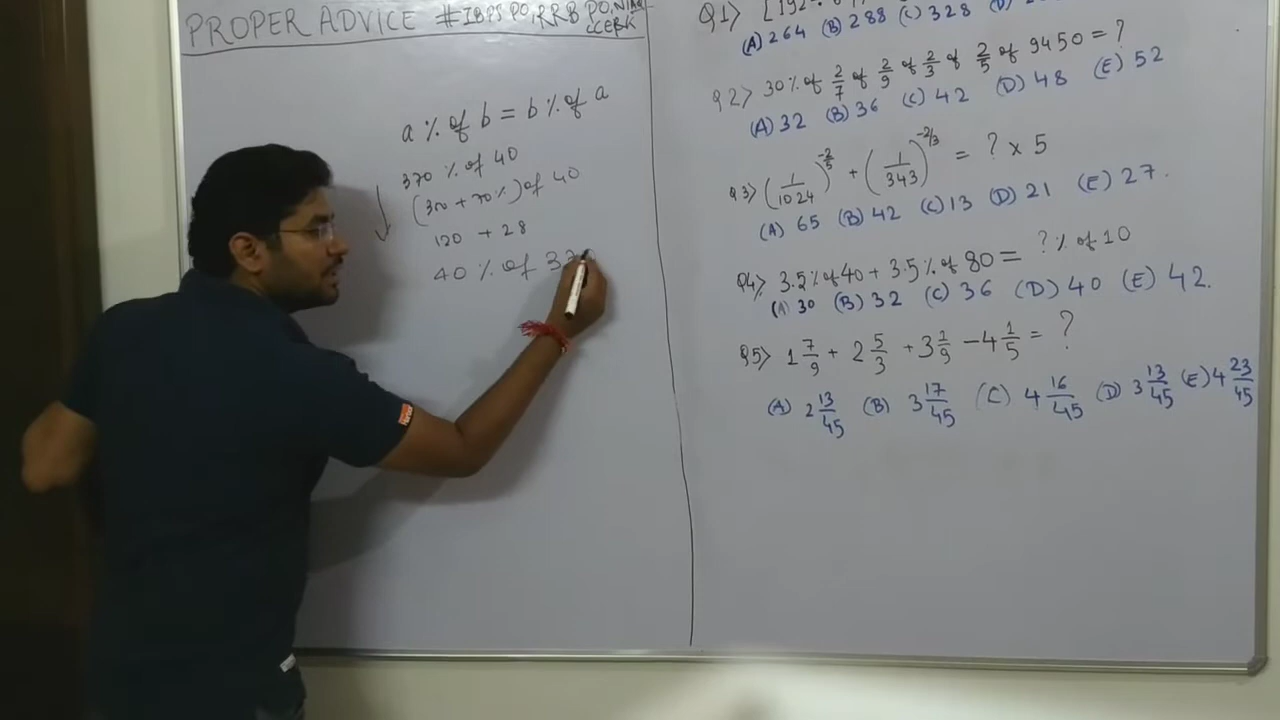 PROPER ADVICE #IBPS PO, RRB PO, NIACL
a % of b = b % of a
370 % of 40
(300 + 70%) of 40
120 + 28
40 % of 37
Q1>
(A) 264 (B) 288 (C) 328 (D)
Q2> 30% of 2/7 of 2/9 of 2/3 of 2/5 of 9450 = ?
(A) 32 (B) 36 (C) 42 (D) 48 (E) 52
Q3> (1/1024)^-2/5 + (1/343)^-2/3 = ? x 5
(A) 65 (B) 42 (C) 13 (D) 21 (E) 27.
Q4> 3.5% of 40 + 3.5% of 80 = ?% of 10
(A) 30 (B) 32 (C) 36 (D) 40 (E) 42.
Q5> 1 7/9 + 2 5/3 + 3 2/9 - 4 1/5 = ?
(A) 2 13/45 (B) 3 17/45 (C) 4 16/45 (D) 3 13/45 (E) 4 23/45